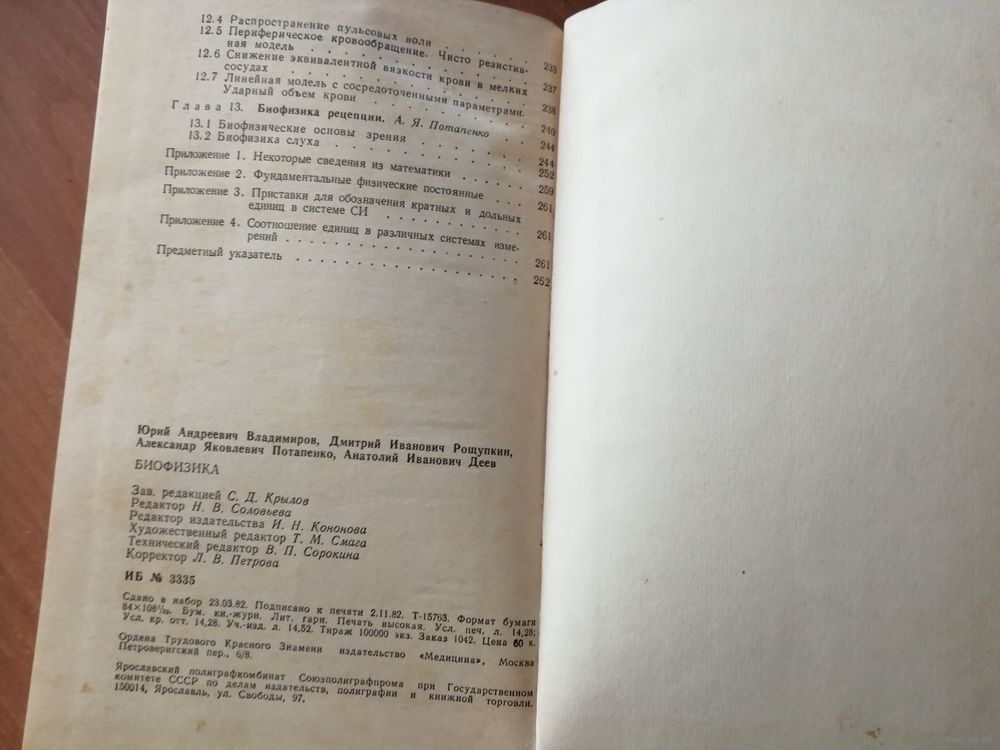 12.4 Распространение пульсовых волн . . . . . . 233
12.5 Периферическое кровообращение. Чисто резистив-
ная модель . . . . . . . . . . . . 237
12.6 Снижение эквивалентной вязкости крови в мелких
сосудах . . . . . . . . . . . . . 238
12.7 Линейная модель с сосредоточенными параметрами.
Ударный объем крови . . . . . . . . . 240
Глава 13. Биофизика рецепции. А. Я. Потапенко . . 244
13.1 Биофизические основы зрения . . . . . . 244
13.2 Биофизика слуха . . . . . . . . . . 252
Приложение 1. Некоторые сведения из математики . . . . . . 259
Приложение 2. Фундаментальные физические постоянные . . . . 261
Приложение 3. Приставки для обозначения кратных и дольных
единиц в системе СИ . . . . . . . . . . 261
Приложение 4. Соотношение единиц в различных системах изме-
рений . . . . . . . . . . . . . . . 261
Предметный указатель . . . . . . . . . . . . . . 262
Юрий Андреевич Владимиров, Дмитрий Иванович Рощупкин,
Александр Яковлевич Потапенко, Анатолий Иванович Деев
БИОФИЗИКА
Зав. редакцией С. Д. Крылов
Редактор Н. В. Соловьева
Редактор издательства И. Н. Кононова
Художественный редактор Т. М. Смага
Технический редактор В. П. Сорокина
Корректор Л. В. Петрова
ИБ № 3335
Сдано в набор 23.03.82. Подписано к печати 2.11.82. Т-15763. Формат бумаги
84×108¹/₃₂. Бум. кн.-журн. Лит. гарн. Печать высокая. Усл. печ. л. 14,28;
Усл. кр. отт. 14,28. Уч.-изд. л. 14,52. Тираж 100000 экз. Заказ 1042. Цена 60 к.
Ордена Трудового Красного Знамени издательство «Медицина», Москва
Петроверигский пер., 6/8.
Ярославский полиграфкомбинат Союзполиграфпрома при Государственном
комитете СССР по делам издательств, полиграфии и книжной торговли.
150014, Ярославль, ул. Свободы, 97.